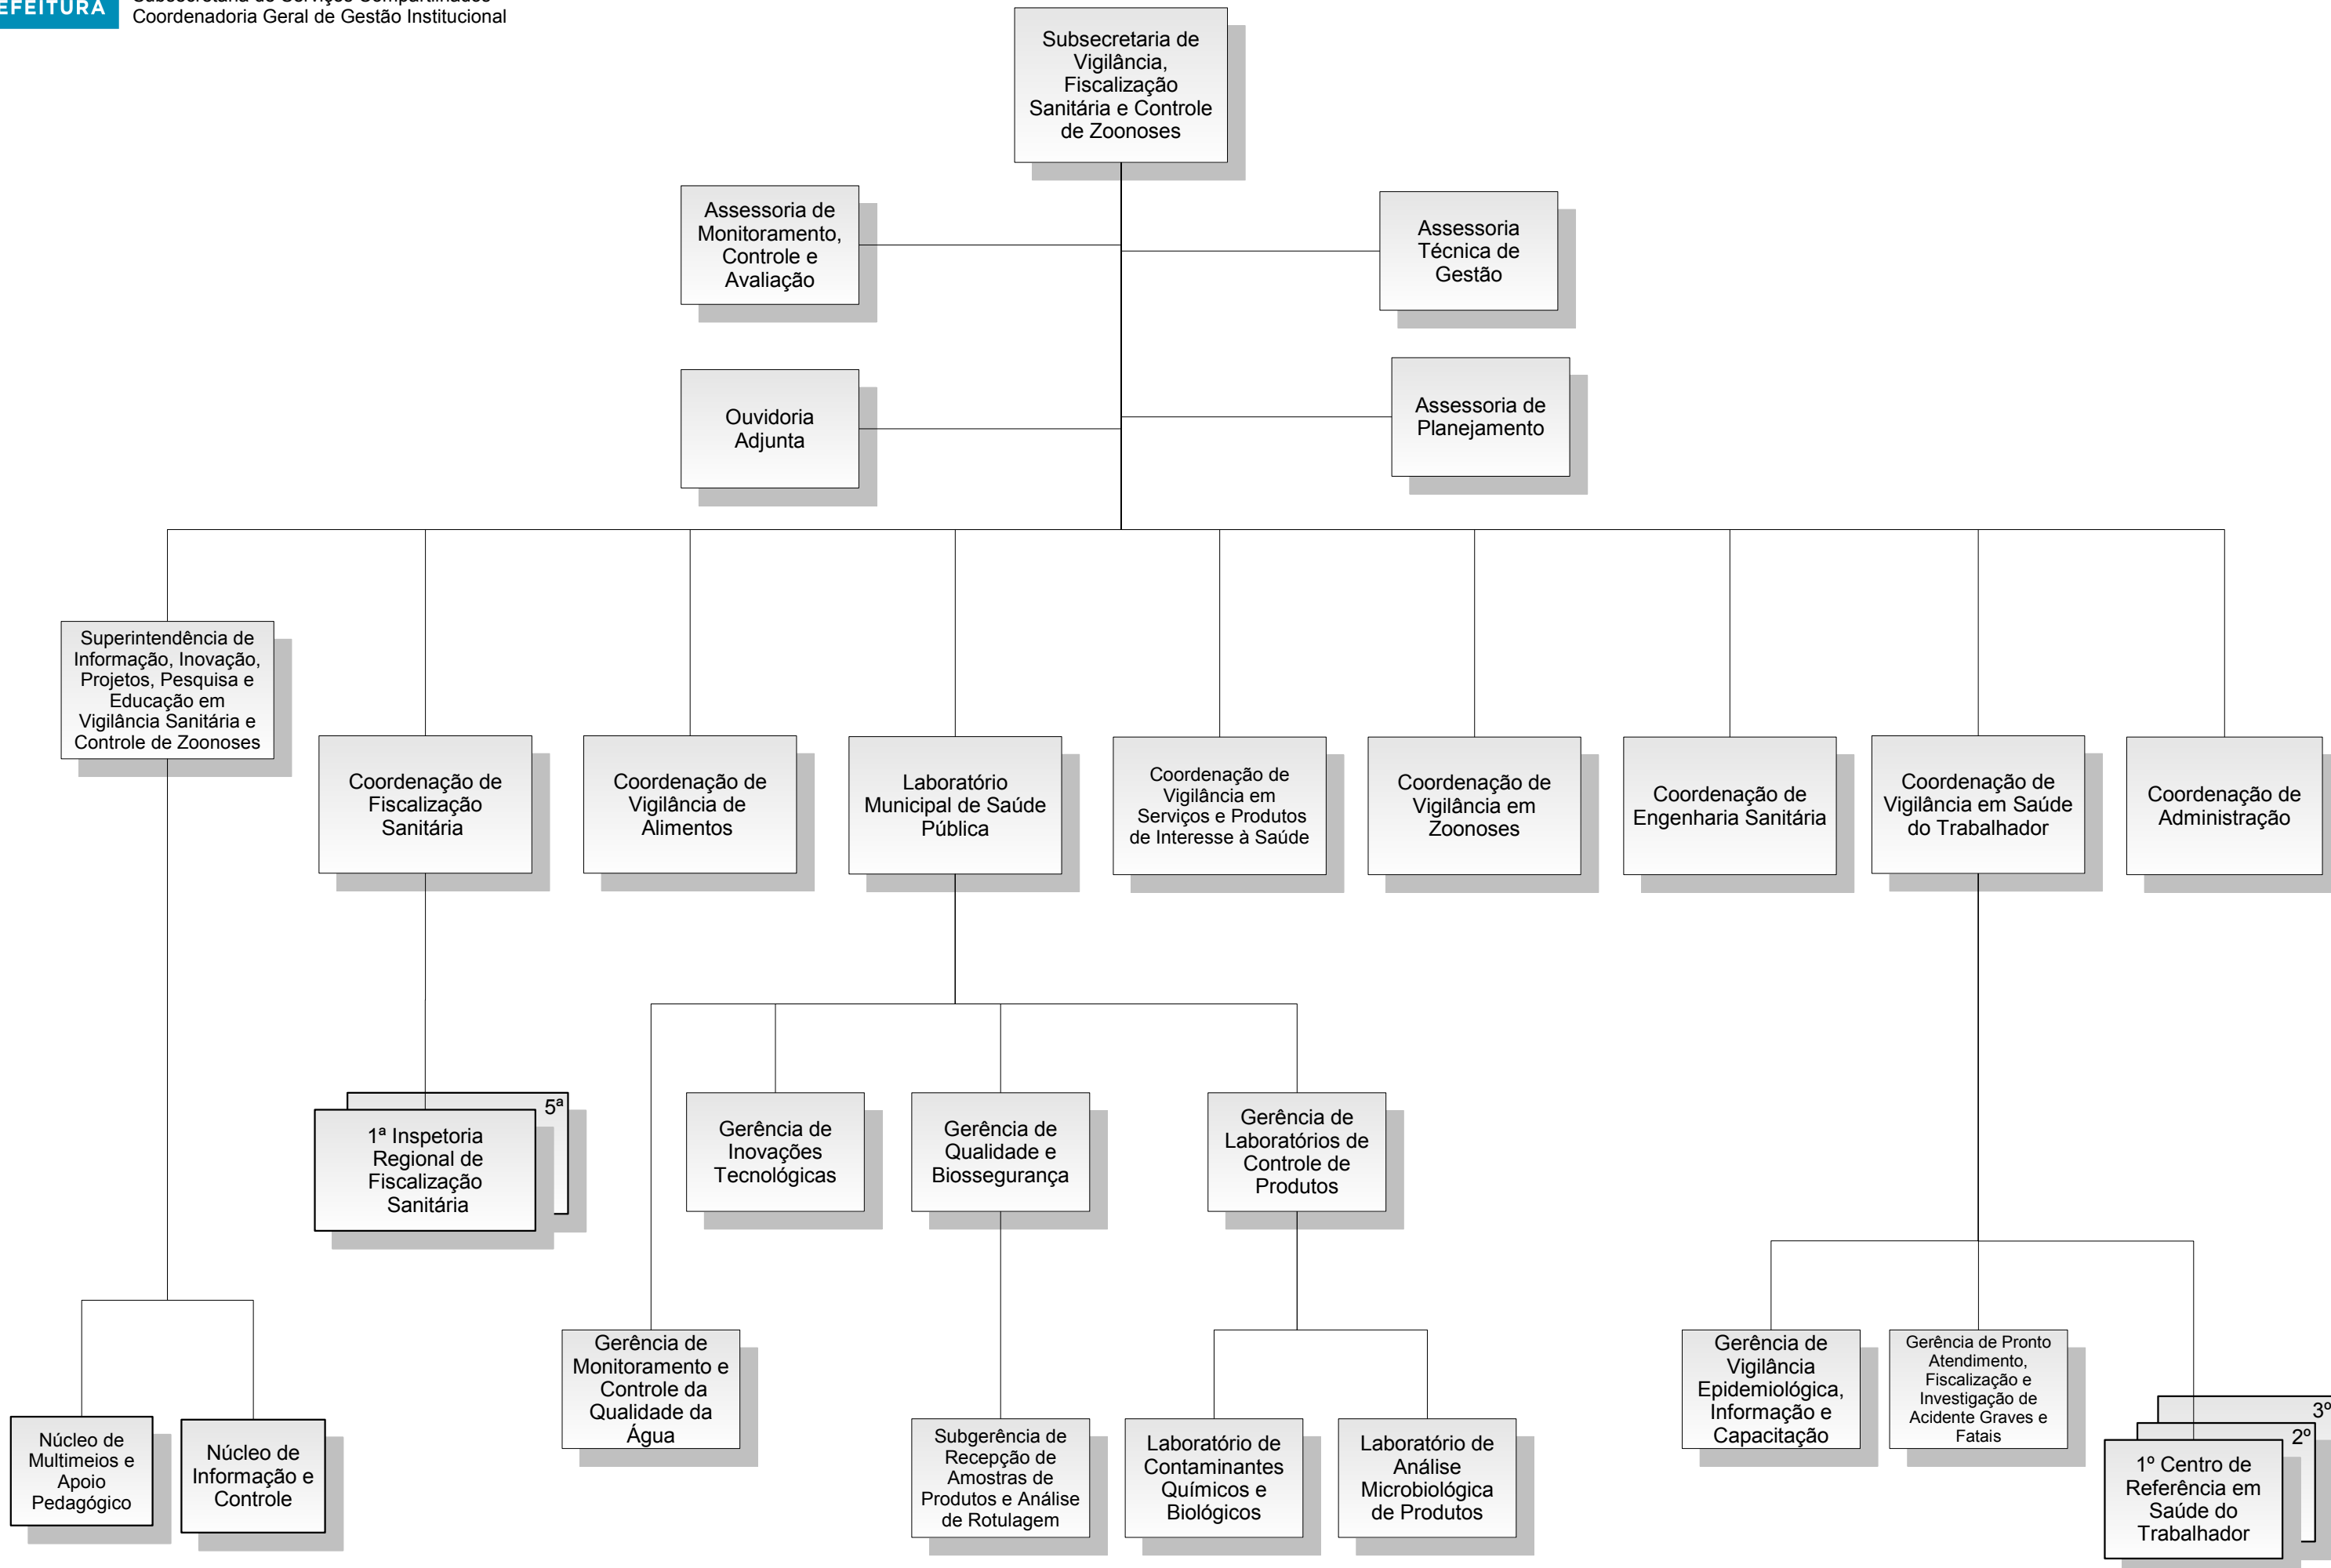 Coordenadoria Geral de Gestão Institucional
Subsecretaria de
Vigilância,
Fiscalização
Sanitária e Controle
de Zoonoses
Assessoria de
Monitoramento,
Controle e
Avaliação
Assessoria
Técnica de
Gestão
Ouvidoria
Adjunta
Assessoria de
Planejamento
Superintendência de
Informação, Inovação,
Projetos, Pesquisa e
Educação em
Vigilância Sanitária e
Controle de Zoonoses
Coordenação de
Fiscalização
Sanitária
Coordenação de
Vigilância de
Alimentos
Laboratório
Municipal de Saúde
Pública
Coordenação de
Vigilância em
Serviços e Produtos
de Interesse à Saúde
Coordenação de
Vigilância em
Zoonoses
Coordenação de
Engenharia Sanitária
Coordenação de
Vigilância em Saúde
do Trabalhador
Coordenação de
Administração
5ª
1ª Inspetoria
Regional de
Fiscalização
Sanitária
Gerência de
Inovações
Tecnológicas
Gerência de
Qualidade e
Biossegurança
Gerência de
Laboratórios de
Controle de
Produtos
Núcleo de
Multimeios e
Apoio
Pedagógico
Núcleo de
Informação e
Controle
Gerência de
Monitoramento e
Controle da
Qualidade da
Água
Subgerência de
Recepção de
Amostras de
Produtos e Análise
de Rotulagem
Laboratório de
Contaminantes
Químicos e
Biológicos
Laboratório de
Análise
Microbiológica
de Produtos
Gerência de
Vigilância
Epidemiológica,
Informação e
Capacitação
Gerência de Pronto
Atendimento,
Fiscalização e
Investigação de
Acidente Graves e
Fatais
3º
2º
1º Centro de
Referência em
Saúde do
Trabalhador